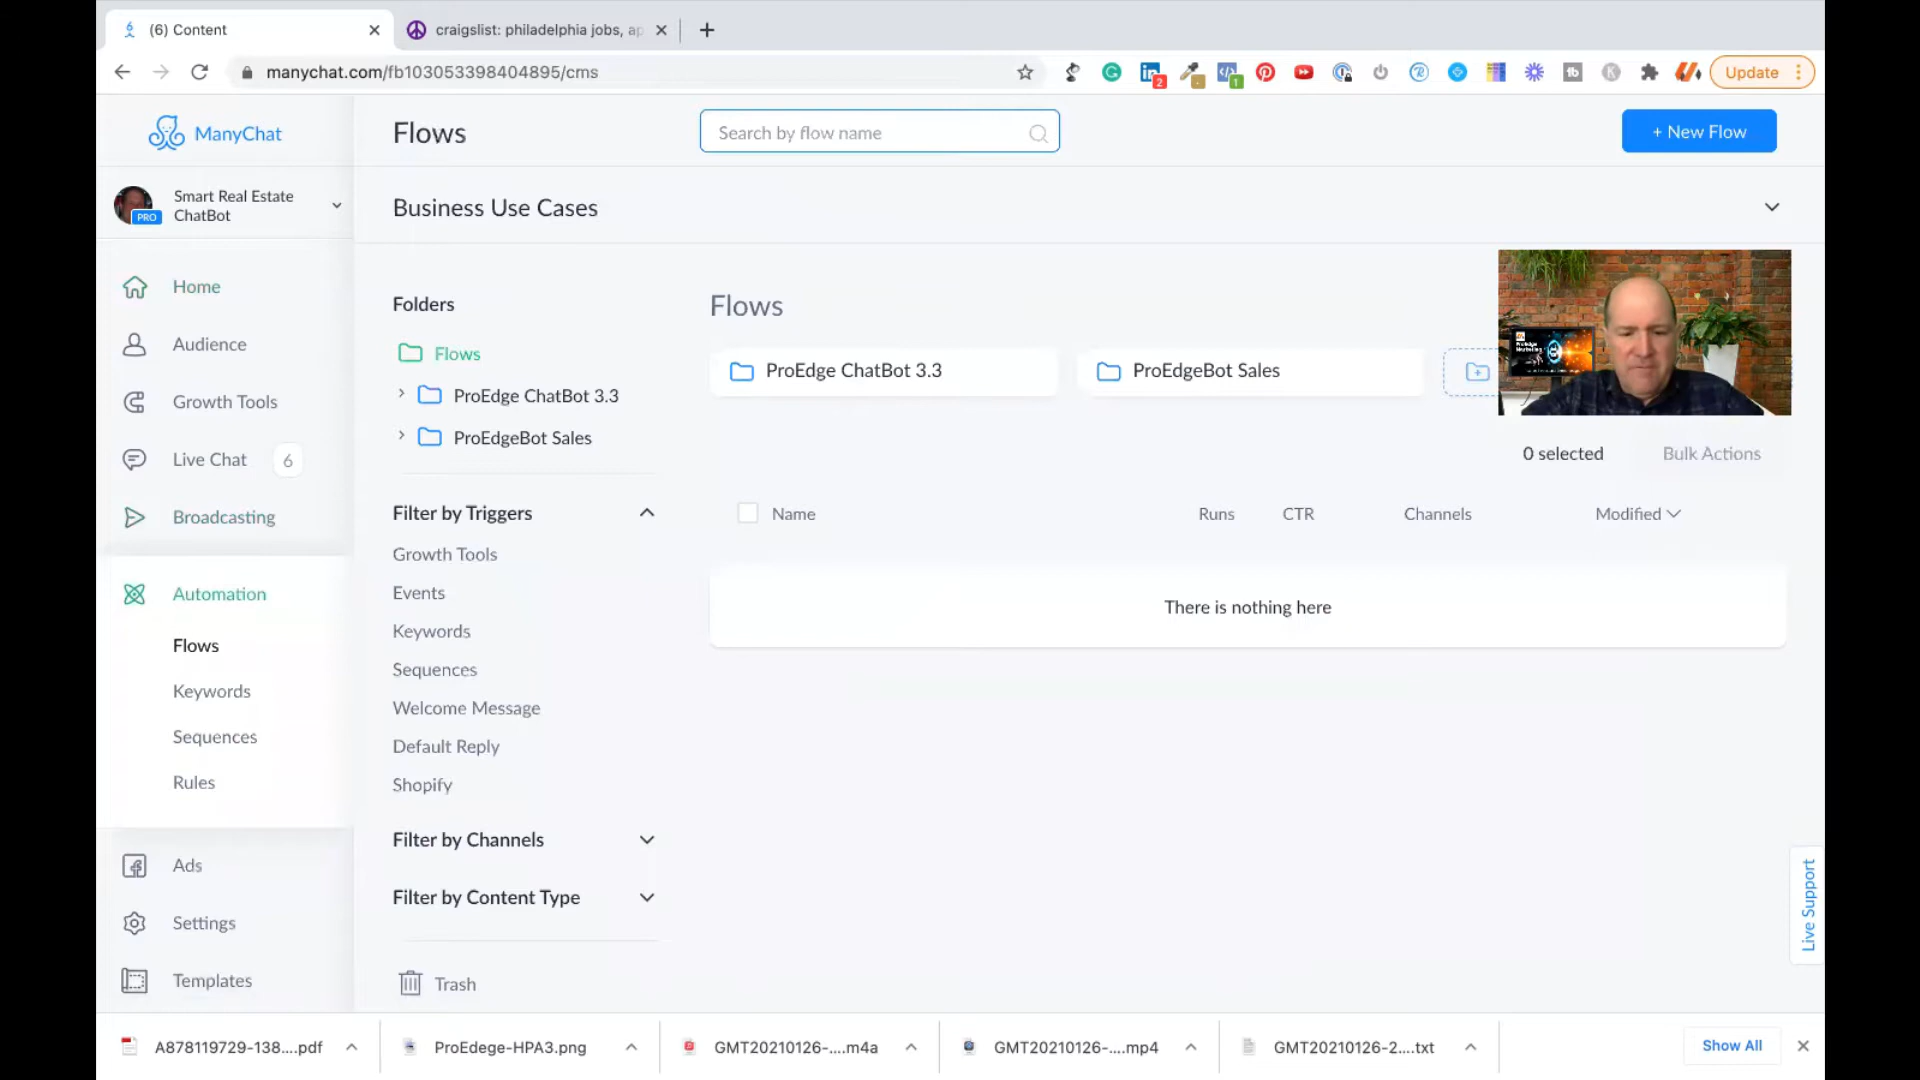 (6) Content
craigslist: philadelphia jobs, ap
manychat.com/fb103053398404895/cms
2
1
Update
ManyChat
Flows
Search by flow name
+ New Flow
Smart Real Estate
ChatBot
PRO
Business Use Cases
Home
Audience
Growth Tools
Live Chat
6
Broadcasting
Automation
Flows
Keywords
Sequences
Rules
Ads
Settings
Templates
Folders
Flows
ProEdge ChatBot 3.3
ProEdgeBot Sales
Filter by Triggers
Growth Tools
Events
Keywords
Sequences
Welcome Message
Default Reply
Shopify
Filter by Channels
Filter by Content Type
Trash
Flows
ProEdge ChatBot 3.3
ProEdgeBot Sales
0 selected
Bulk Actions
Name
Runs
CTR
Channels
Modified
There is nothing here
Live Support
A878119729-138....pdf
ProEdege-HPA3.png
GMT20210126-....m4a
GMT20210126-....mp4
GMT20210126-2....txt
Show All